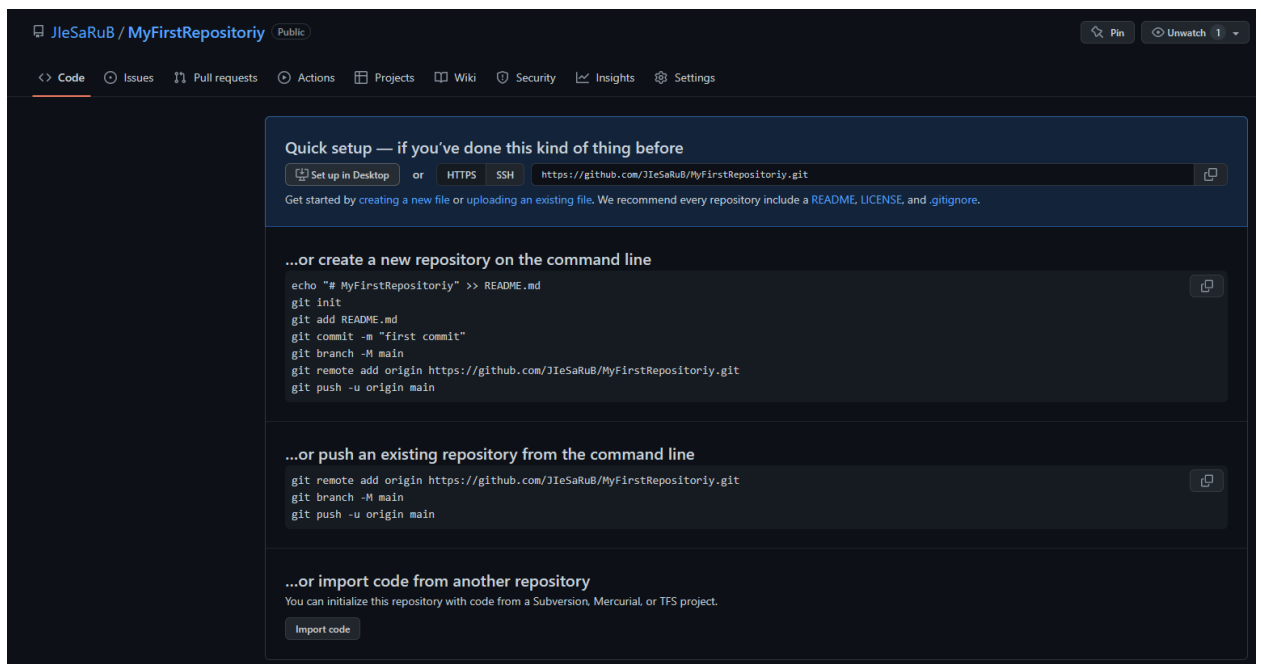 JIeSaRuB / MyFirstRepositoriy Public
Pin
Unwatch 1
Code Issues Pull requests Actions Projects Wiki Security Insights Settings
Quick setup — if you've done this kind of thing before
Set up in Desktop or HTTPS SSH https://github.com/JIeSaRuB/MyFirstRepositoriy.git
Get started by creating a new file or uploading an existing file. We recommend every repository include a README, LICENSE, and .gitignore.
...or create a new repository on the command line
echo "# MyFirstRepositoriy" >> README.md
git init
git add README.md
git commit -m "first commit"
git branch -M main
git remote add origin https://github.com/JIeSaRuB/MyFirstRepositoriy.git
git push -u origin main
...or push an existing repository from the command line
git remote add origin https://github.com/JIeSaRuB/MyFirstRepositoriy.git
git branch -M main
git push -u origin main
...or import code from another repository
You can initialize this repository with code from a Subversion, Mercurial, or TFS project.
Import code